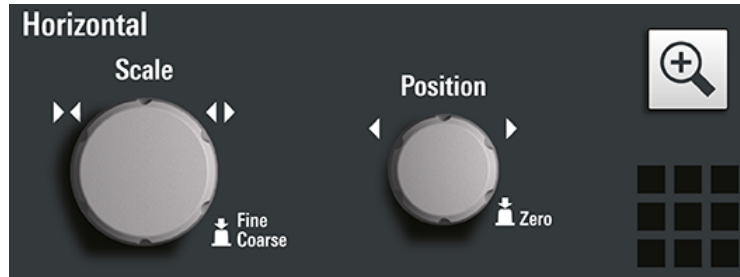 Horizontal
Scale
Position
Fine
Coarse
Zero